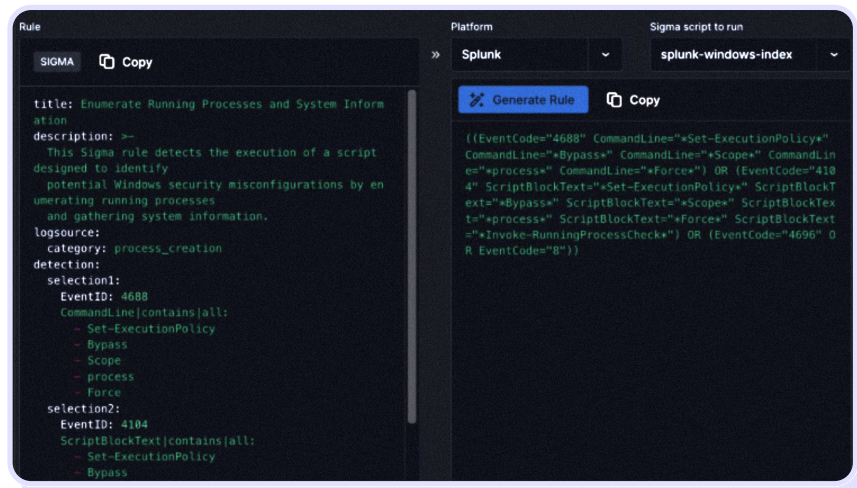 Rule
SIGMA
Copy
title: Enumerate Running Processes and System Inform
ation
description: >-
This Sigma rule detects the execution of a script
designed to identify
potential Windows security misconfigurations by en
umerating running processes
and gathering system information.
logsource:
category: process_creation
detection:
selection1:
EventID: 4688
CommandLine|contains|all:
- Set-ExecutionPolicy
- Bypass
- Scope
- process
- Force
selection2:
EventID: 4104
ScriptBlockText|contains|all:
- Set-ExecutionPolicy
- Bypass
»
Platform
Splunk
Sigma script to run
splunk-windows-index
Generate Rule
Copy
((EventCode="4688" CommandLine="*Set-ExecutionPolicy*"
CommandLine="*Bypass*" CommandLine="*Scope*" CommandLin
e="*process*" CommandLine="*Force*") OR (EventCode="410
4" ScriptBlockText="*Set-ExecutionPolicy*" ScriptBlockT
ext="*Bypass*" ScriptBlockText="*Scope*" ScriptBlockTex
t="*process*" ScriptBlockText="*Force*" ScriptBlockText
="*Invoke-RunningProcessCheck*") OR (EventCode="4696" O
R EventCode="8"))